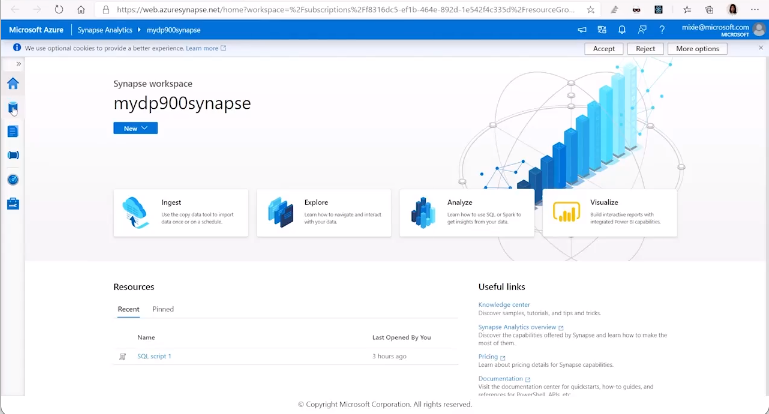 https://web.azuresynapse.net/home?workspace=%2Fsubscriptions%2Ff8316dc5-ef1b-464e-892d-1e542f4c335d%2FresourceGro...
Microsoft Azure
Synapse Analytics
mydp900synapse
mixie@microsoft.com
MICROSOFT
We use optional cookies to provide a better experience. Learn more
Accept
Reject
More options
Synapse workspace
mydp900synapse
New
Ingest
Use the copy data tool to import
data once or on a schedule.
Explore
Learn how to navigate and interact
with your data.
Analyze
Learn how to use SQL or Spark to
get insights from your data.
Visualize
Build interactive reports with
integrated Power BI capabilities.
Resources
Recent
Pinned
Name
Last Opened By You
SQL script 1
3 hours ago
Useful links
Knowledge center
Discover samples, tutorials, and tips and tricks.
Synapse Analytics overview
Discover the capabilities offered by Synapse and learn how to make the
most of them.
Pricing
Learn about pricing details for Synapse capabilities.
Documentation
Visit the documentation center for quickstarts, how-to guides, and
references for PowerShell, APIs, etc.
© Copyright Microsoft Corporation. All rights reserved.